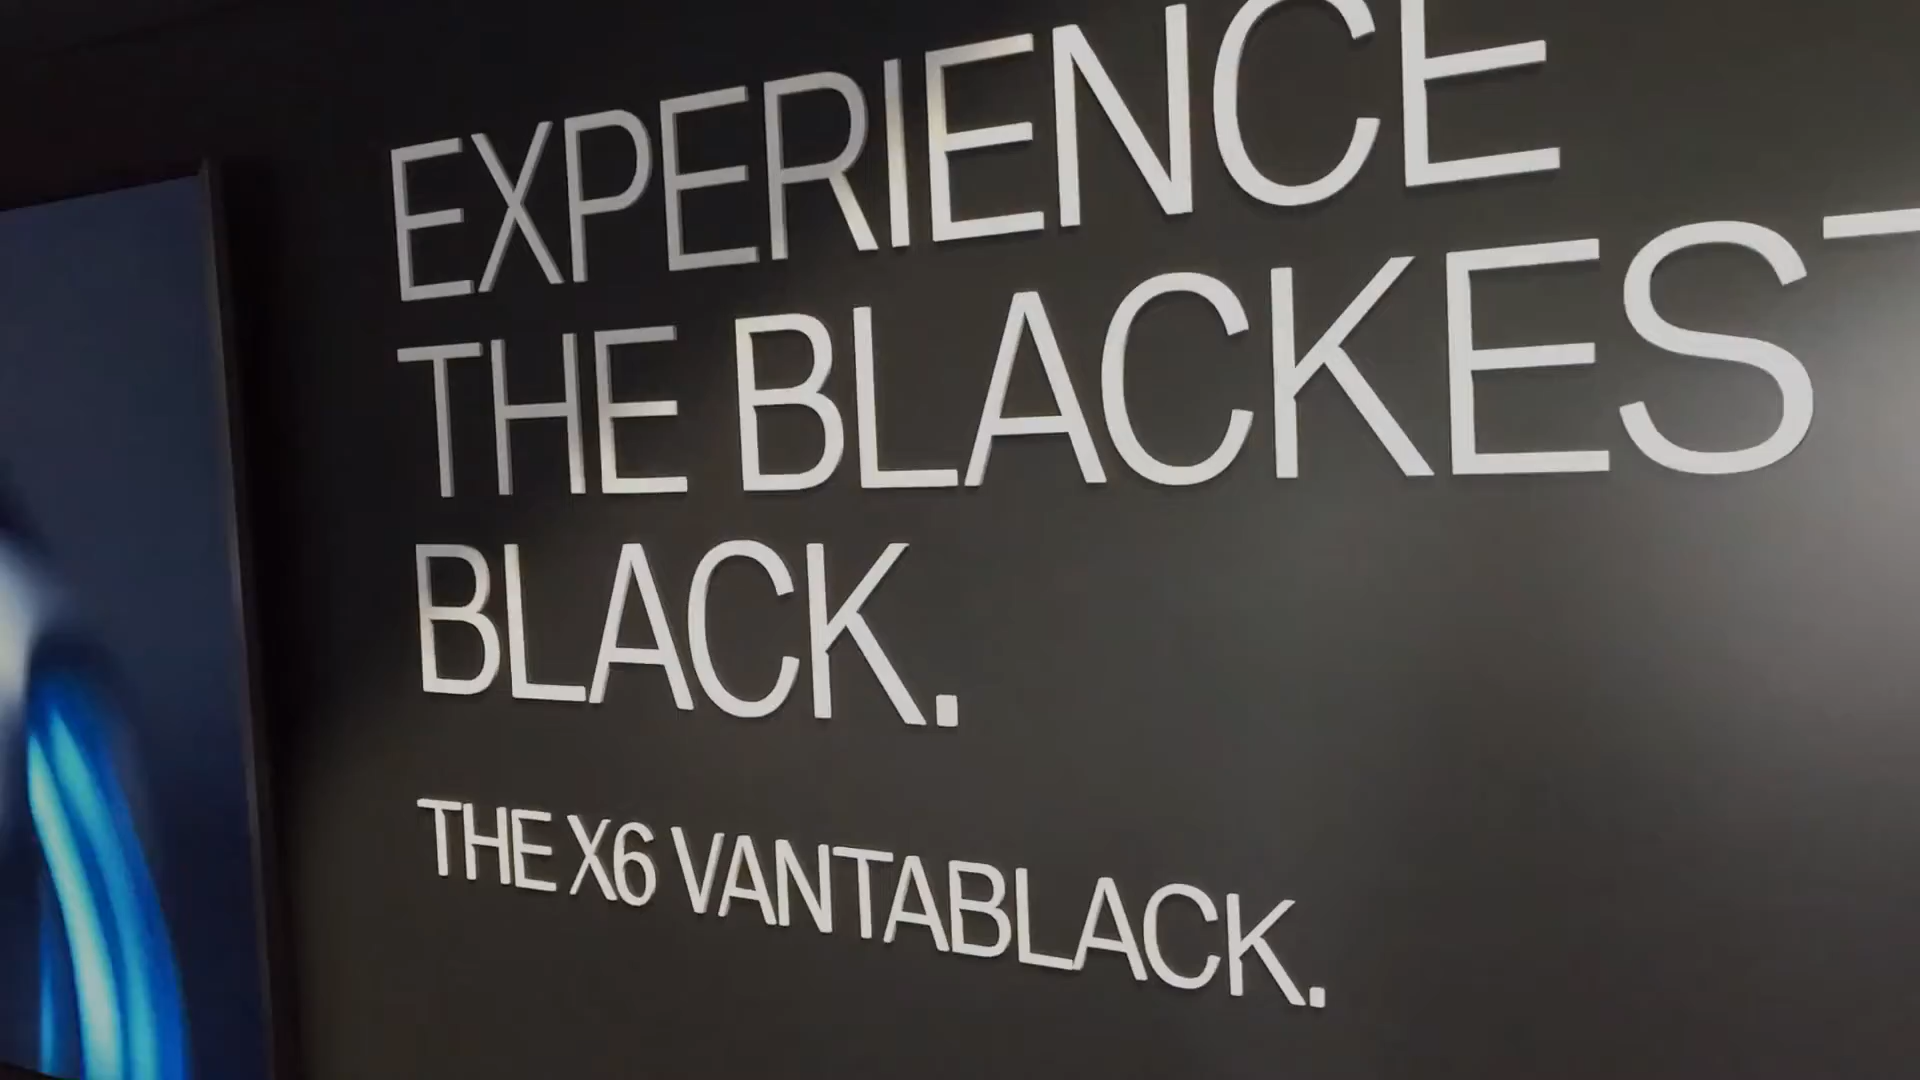 EXPERIENCE
THE BLACKEST
BLACK.
THE X6 VANTABLACK.